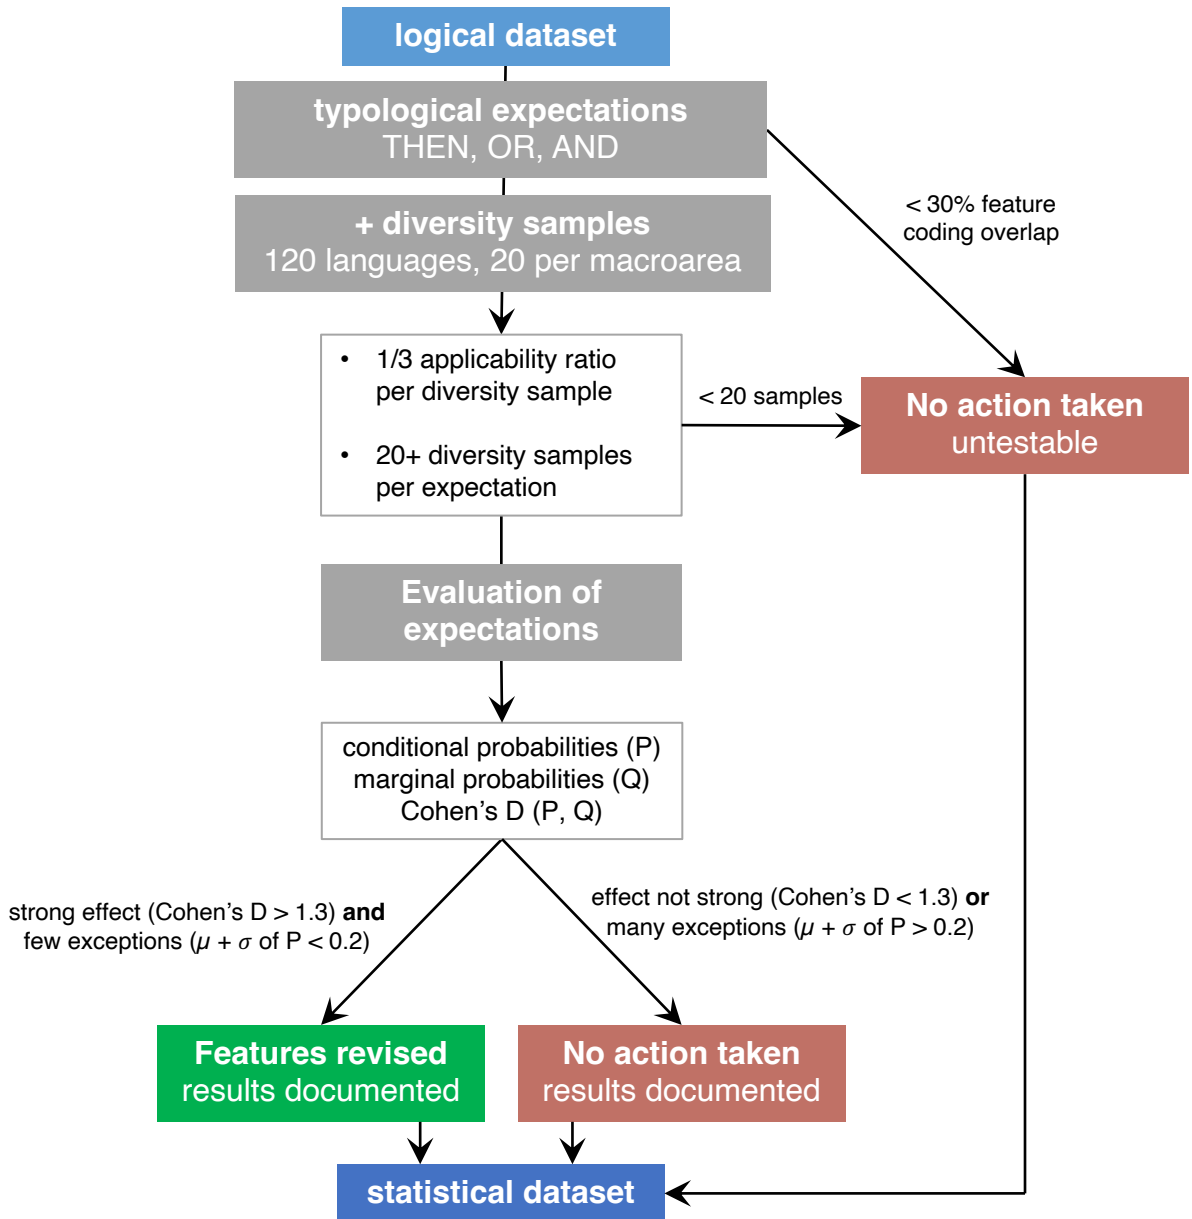 logical dataset
typological expectations
THEN, OR, AND
< 30% feature
coding overlap
+ diversity samples
120 languages, 20 per macroarea
• 1/3 applicability ratio
per diversity sample
• 20+ diversity samples
per expectation
< 20 samples
No action taken
untestable
Evaluation of
expectations
conditional probabilities (P)
marginal probabilities (Q)
Cohen's D (P, Q)
strong effect (Cohen's D > 1.3) and
few exceptions (μ + σ of P < 0.2)
effect not strong (Cohen's D < 1.3) or
many exceptions (μ + σ of P > 0.2)
Features revised
results documented
No action taken
results documented
statistical dataset